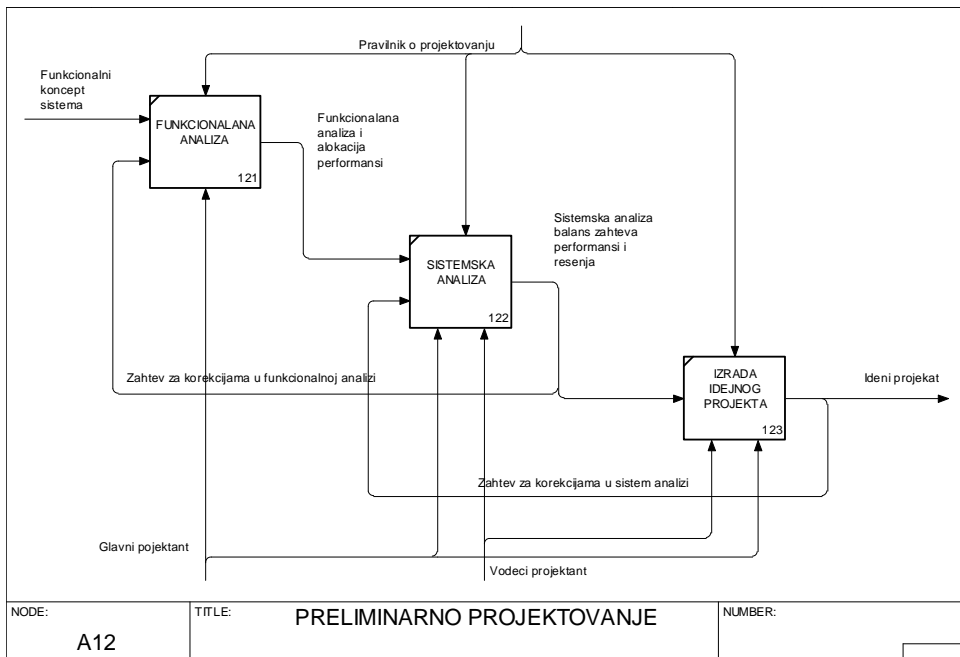 Pravilnik o projektovanju
Funkcionalni
koncept
sistema
FUNKCIONALANA
ANALIZA
121
Funkcionalana
analiza i
alokacija
performansi
SISTEMSKA
ANALIZA
122
Sistemska analiza
balans zahteva
performansi i
resenja
Zahtev za korekcijama u funkcionalnoj analizi
IZRADA
IDEJNOG
PROJEKTA
123
Ideni projekat
Zahtev za korekcijama u sistem analizi
Glavni pojektant
Vodeci projektant
NODE:
A12
TITLE:
PRELIMINARNO PROJEKTOVANJE
NUMBER: